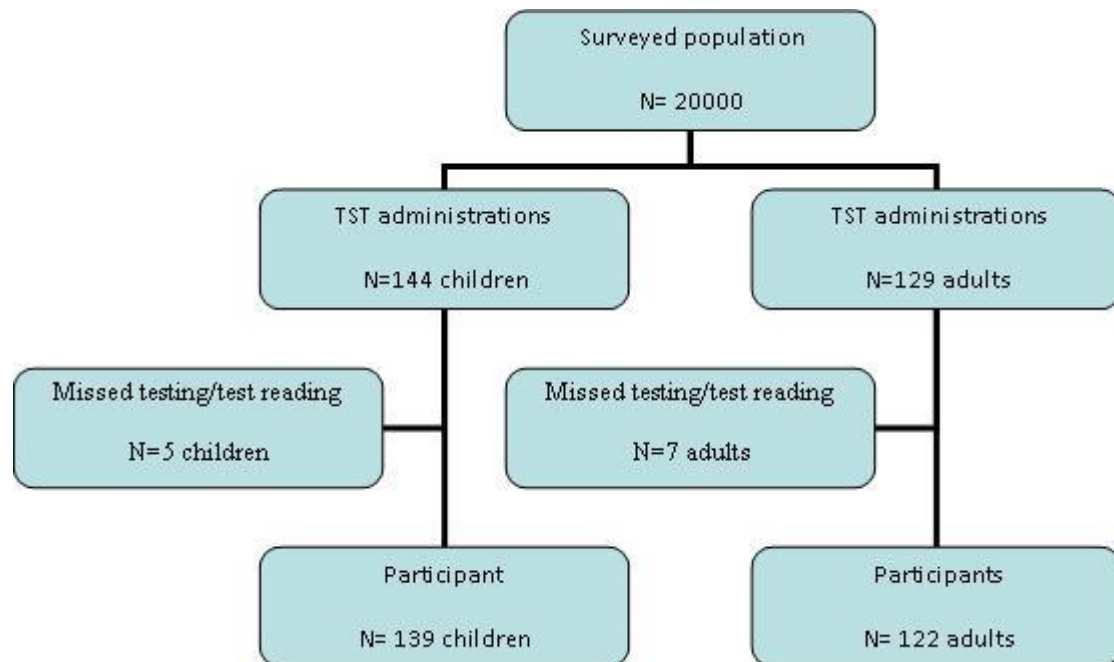 Surveyed population
N= 20000
TST administrations
N=144 children
TST administrations
N=129 adults
Missed testing/test reading
N=5 children
Missed testing/test reading
N=7 adults
Participant
N= 139 children
Participants
N= 122 adults